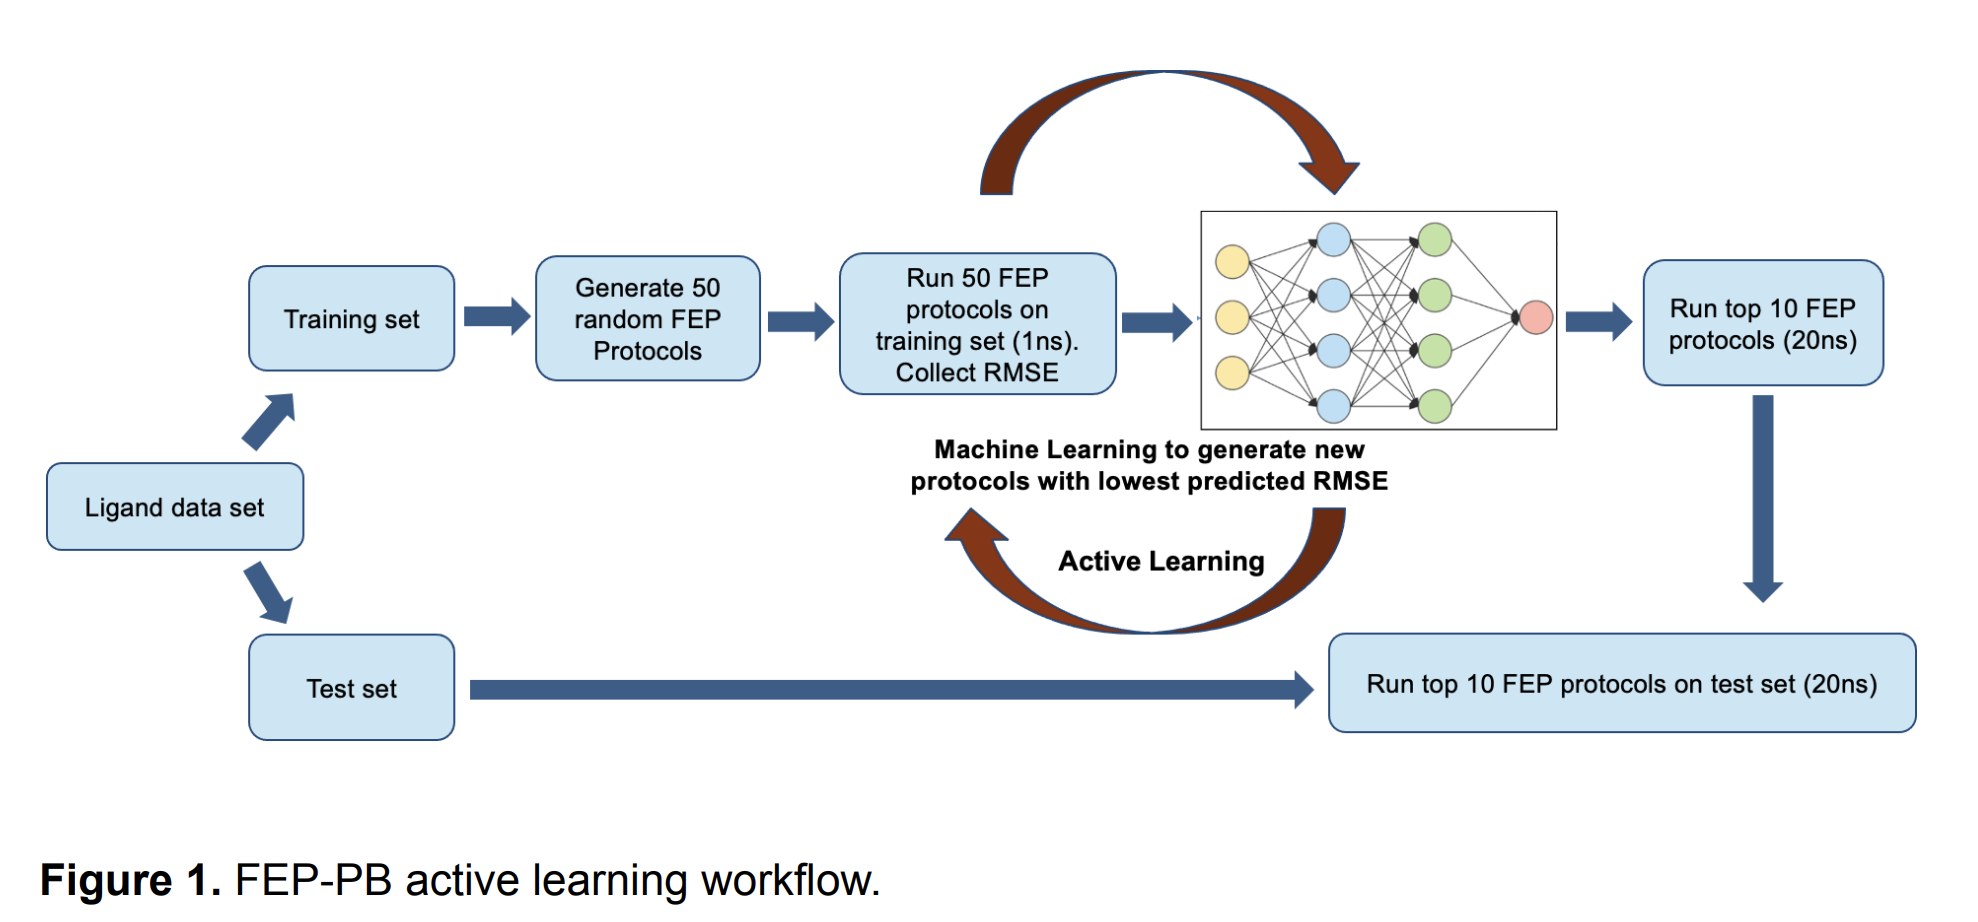 Training set
Generate 50
random FEP
Protocols
Run 50 FEP
protocols on
training set (1ns).
Collect RMSE
Run top 10 FEP
protocols (20ns)
Machine Learning to generate new
protocols with lowest predicted RMSE
Ligand data set
Active Learning
Test set
Run top 10 FEP protocols on test set (20ns)
Figure 1. FEP-PB active learning workflow.